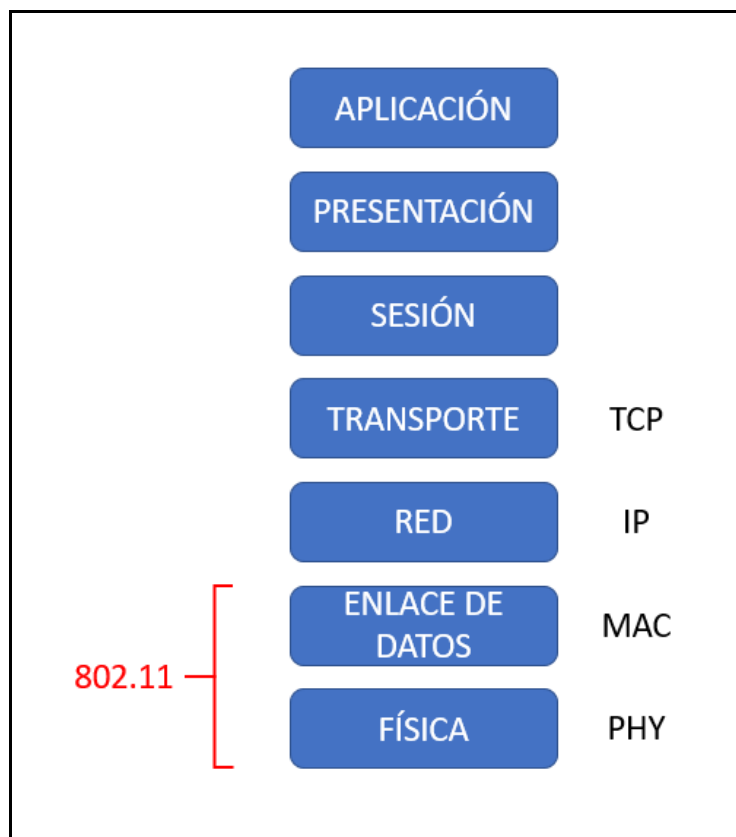 APLICACIÓN
PRESENTACIÓN
SESIÓN
TRANSPORTE TCP
RED IP
ENLACE DE
DATOS MAC
802.11
FÍSICA PHY